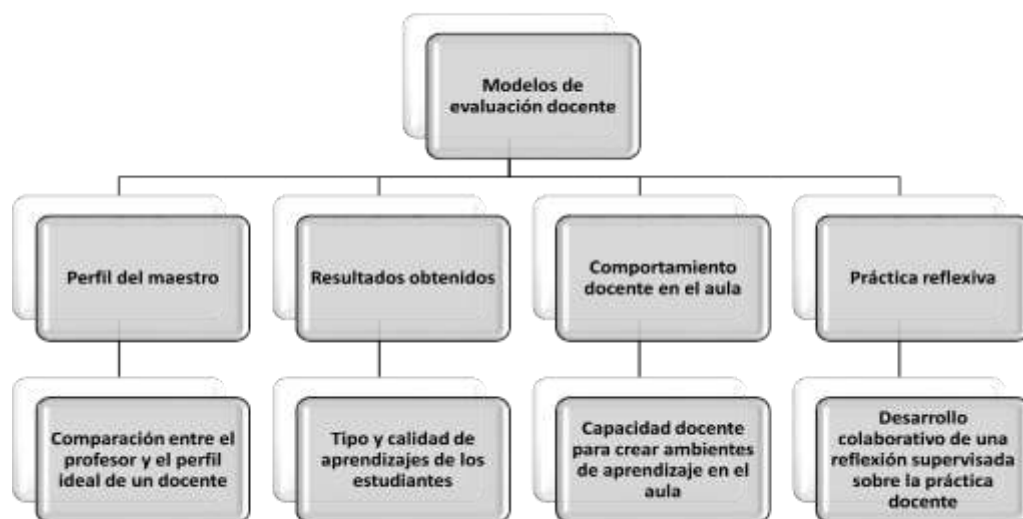 Modelos de
evaluación docente
Perfil del maestro
Resultados obtenidos
Comportamiento
docente en el aula
Práctica reflexiva
Comparación entre el
profesor y el perfil
ideal de un docente
Tipo y calidad de
aprendizajes de los
estudiantes
Capacidad docente
para crear ambientes
de aprendizaje en el
aula
Desarrollo
colaborativo de una
reflexión supervisada
sobre la práctica
docente